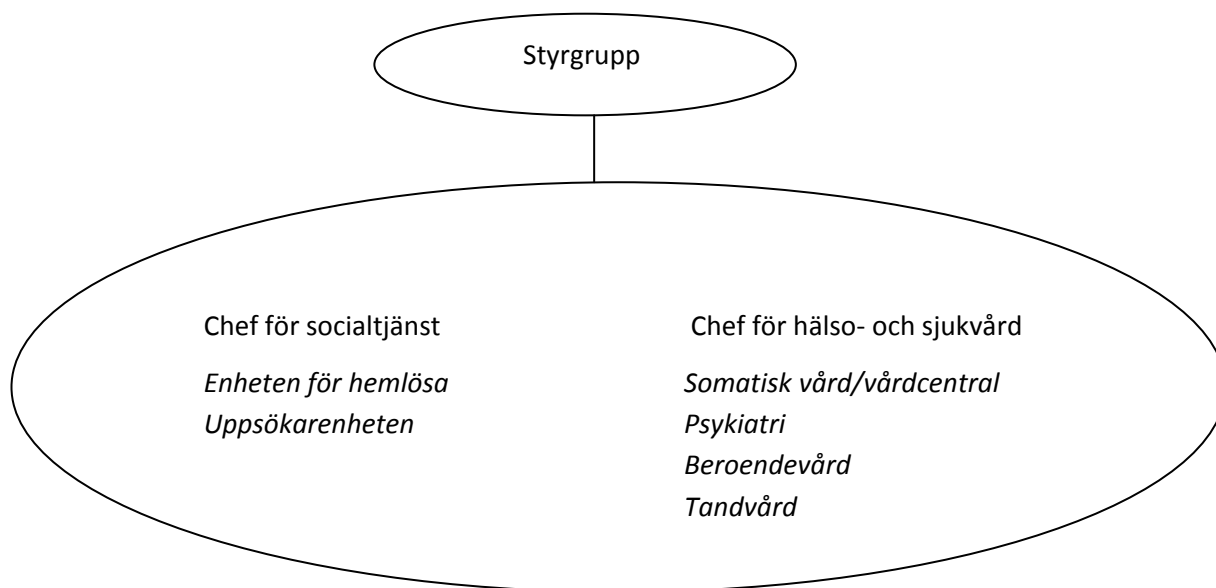 Styrgrupp
Chef för socialtjänst
Enheten för hemlösa
Uppsökarenheten
Chef för hälso- och sjukvård
Somatisk vård/vårdcentral
Psykiatri
Beroendevård
Tandvård